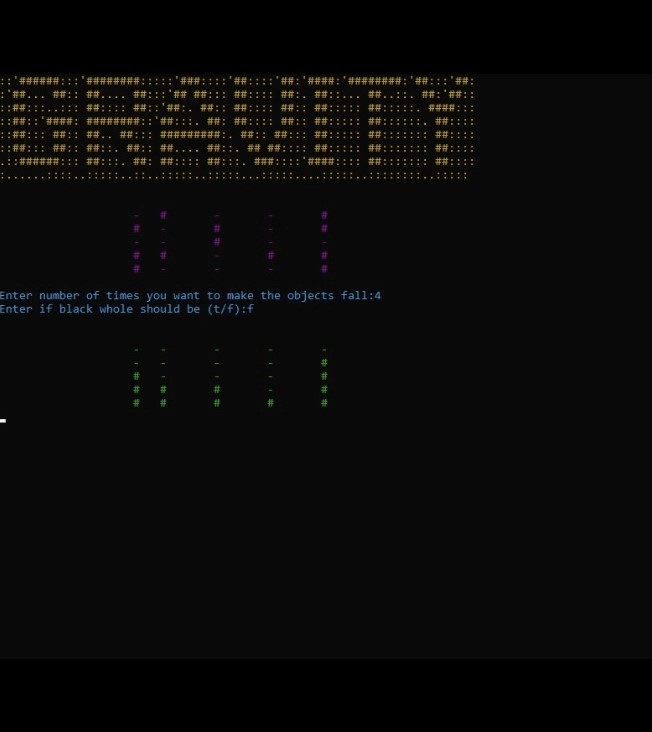 ::'######:::'########:::::'###::::'##::::'##:'####:'########:'##:::'##:
:'##... ##:: ##.... ##:::'## ##::: ##:::: ##:. ##::... ##..::. ##:'##::
::##:::..::: ##:::: ##::'##:. ##:: ##:::: ##:: ##::::: ##:::::. ####:::
::##::'####: ########::'##:::. ##: ##:::: ##:: ##::::: ##::::::. ##::::
::##::: ##:: ##.. ##::: #########:. ##:: ##::: ##::::: ##::::::: ##::::
::##::: ##:: ##::. ##:: ##.... ##::. ## ##:::: ##::::: ##::::::: ##::::
.::######::: ##:::. ##: ##:::: ##:::. ###::::'####:::: ##::::::: ##::::
:......::::..:::::..::..:::::..:::::...:::::....:::::..::::::::..:::::
- # - - #
# - # - #
- - # - -
# # - # #
# - - - #
Enter number of times you want to make the objects fall:4
Enter if black whole should be (t/f):f
- - - - -
- - - - #
# - - - #
# # # - #
# # # # #